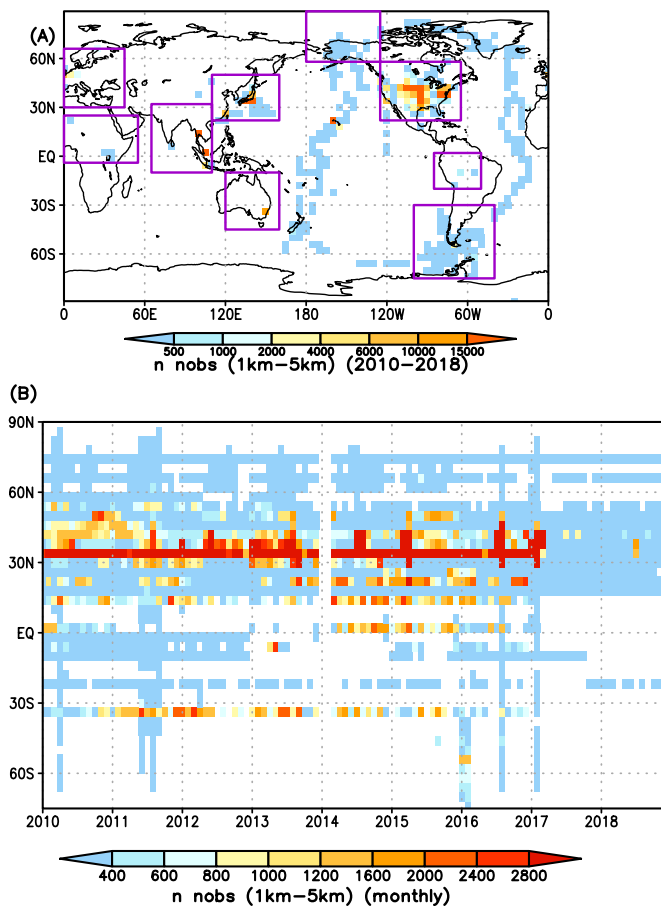 (A)
60N
30N
EQ
30S
60S
0 60E 120E 180 120W 60W 0
500 1000 2000 4000 6000 10000 15000
n nobs (1km−5km) (2010−2018)
(B)
90N
60N
30N
EQ
30S
60S
2010 2011 2012 2013 2014 2015 2016 2017 2018
400 600 800 1000 1200 1600 2000 2400 2800
n nobs (1km−5km) (monthly)